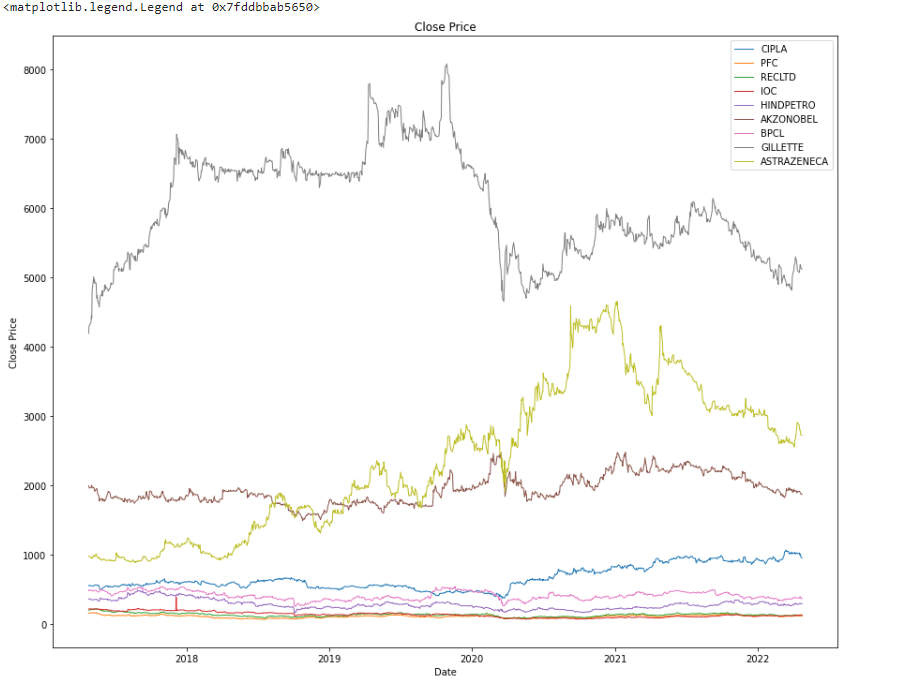 <matplotlib.legend.Legend at 0x7fddbbab5650>
Close Price
CIPLA
PFC
RECLTD
IOC
HINDPETRO
AKZONOBEL
BPCL
GILLETTE
ASTRAZENECA
Close Price
8000
7000
6000
5000
4000
3000
2000
1000
0
2018
2019
2020
2021
2022
Date